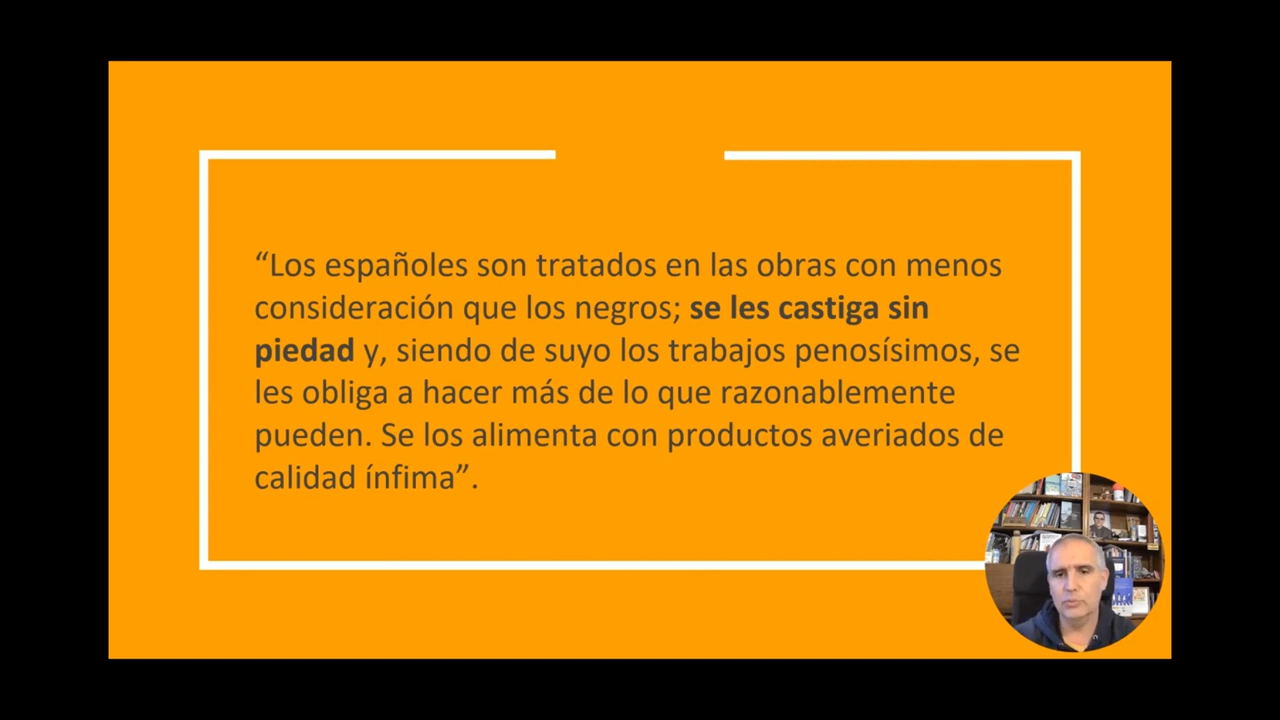 “Los españoles son tratados en las obras con menos
consideración que los negros; se les castiga sin
piedad y, siendo de suyo los trabajos penosísimos, se
les obliga a hacer más de lo que razonablemente
pueden. Se los alimenta con productos averiados de
calidad ínfima”.